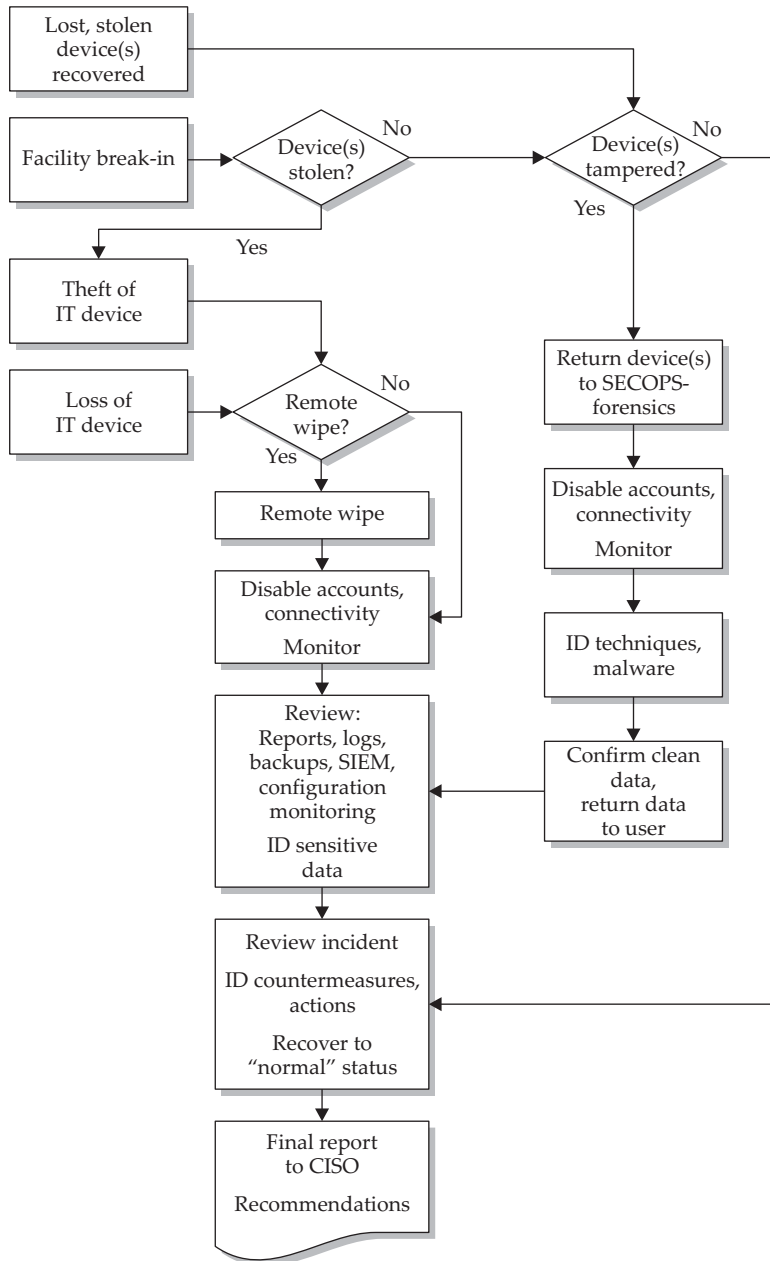 Lost, stolen
device(s)
recovered
Facility break-in
Device(s)
stolen?
No
Yes
Device(s)
tampered?
No
Yes
Theft of
IT device
Loss of
IT device
Remote
wipe?
No
Yes
Remote wipe
Disable accounts,
connectivity
Monitor
Review:
Reports, logs,
backups, SIEM,
configuration
monitoring
ID sensitive
data
Return device(s)
to SECOPS-
forensics
Disable accounts,
connectivity
Monitor
ID techniques,
malware
Confirm clean
data,
return data
to user
Review incident
ID countermeasures,
actions
Recover to
“normal” status
Final report
to CISO
Recommendations